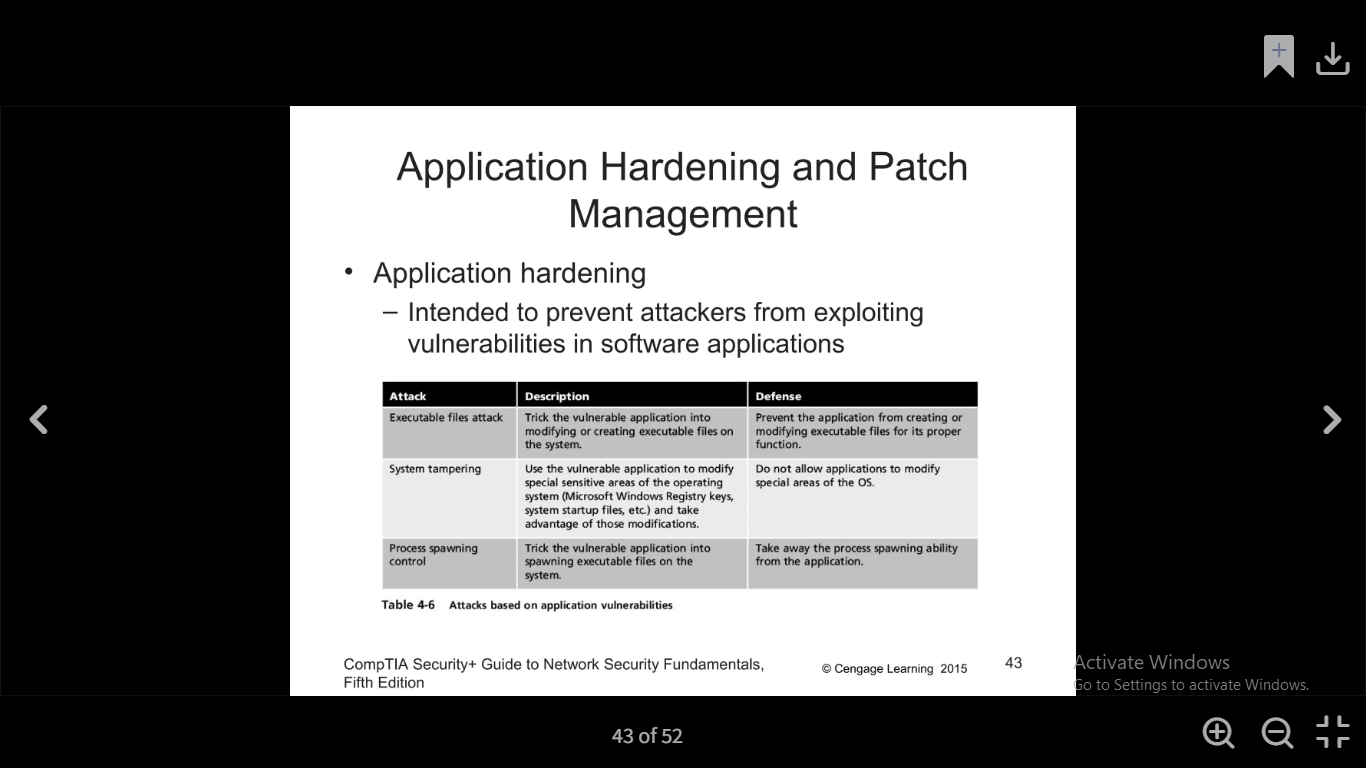 Application Hardening and Patch
Management
• Application hardening
– Intended to prevent attackers from exploiting
vulnerabilities in software applications
Attack Description Defense
Executable files attack Trick the vulnerable application into Prevent the application from creating or
modifying or creating executable files on modifying executable files for its proper
the system. function.
System tampering Use the vulnerable application to modify Do not allow applications to modify
special sensitive areas of the operating special areas of the OS.
system (Microsoft Windows Registry keys,
system startup files, etc.) and take
advantage of those modifications.
Process spawning Trick the vulnerable application into Take away the process spawning ability
control spawning executable files on the from the application.
system.
Table 4-6 Attacks based on application vulnerabilities
CompTIA Security+ Guide to Network Security Fundamentals, © Cengage Learning 2015 43
Fifth Edition
Activate Windows
Go to Settings to activate Windows.
43 of 52